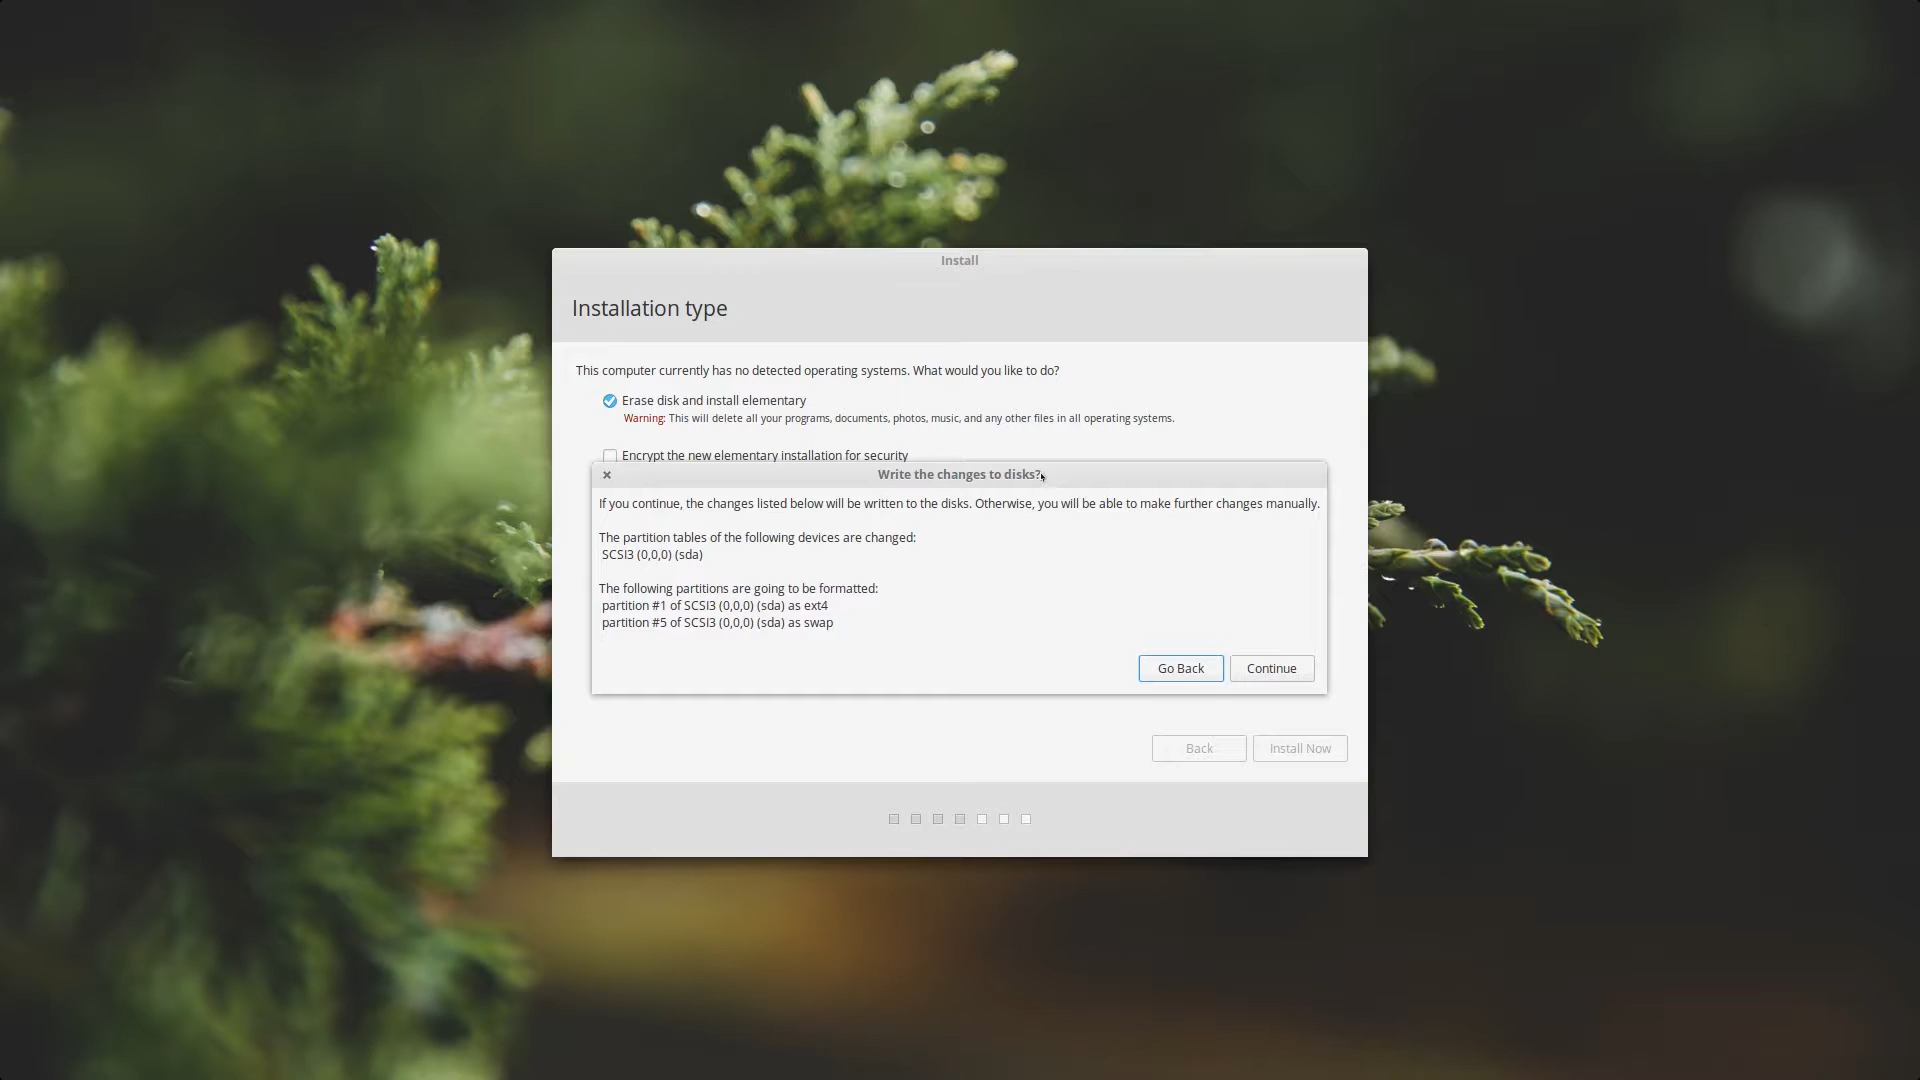 Install
Installation type
This computer currently has no detected operating systems. What would you like to do?
Erase disk and install elementary
Warning: This will delete all your programs, documents, photos, music, and any other files in all operating systems.
Encrypt the new elementary installation for security
Write the changes to disks?
If you continue, the changes listed below will be written to the disks. Otherwise, you will be able to make further changes manually.
The partition tables of the following devices are changed:
SCSI3 (0,0,0) (sda)
The following partitions are going to be formatted:
partition #1 of SCSI3 (0,0,0) (sda) as ext4
partition #5 of SCSI3 (0,0,0) (sda) as swap
Go Back Continue
Back Install Now